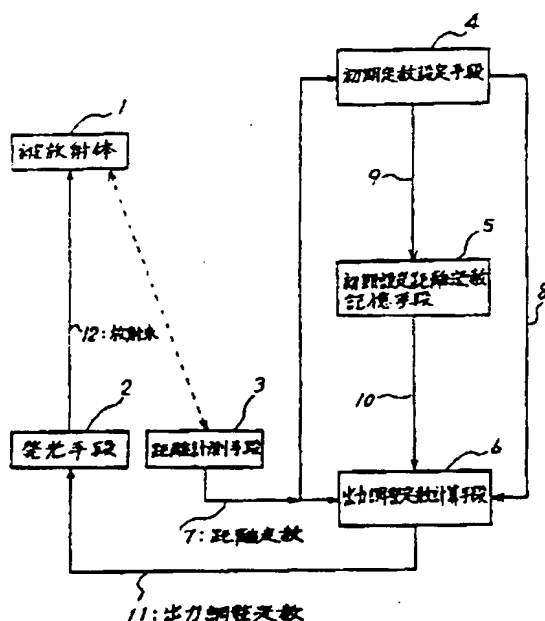 4
初期定数設定手段
1
被放射体
9
5
初期設定距離定数
記憶手段
8
12:放射束
10
2
発光手段
3
距離計測手段
6
出力調整定数計算手段
7:距離定数
11:出力調整定数